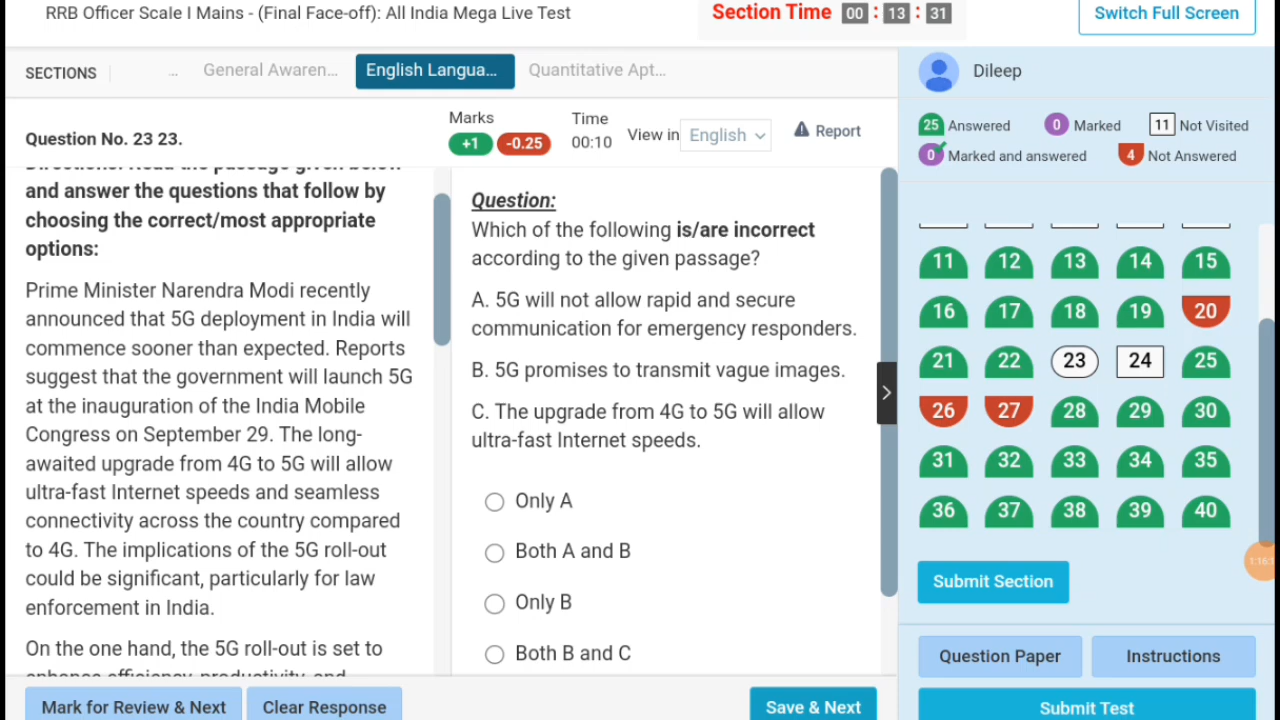 RRB Officer Scale I Mains - (Final Face-off): All India Mega Live Test
Section Time 00 : 13 : 31
Switch Full Screen
SECTIONS
...
General Awaren...
English Langua...
Quantitative Apt...
Dileep
Question No. 23 23.
Marks
+1 -0.25
Time
00:10
View in English
Report
25 Answered
0 Marked
11 Not Visited
0 Marked and answered
4 Not Answered
Directions: Read the passage given below
and answer the questions that follow by
choosing the correct/most appropriate
options:
Prime Minister Narendra Modi recently
announced that 5G deployment in India will
commence sooner than expected. Reports
suggest that the government will launch 5G
at the inauguration of the India Mobile
Congress on September 29. The long-
awaited upgrade from 4G to 5G will allow
ultra-fast Internet speeds and seamless
connectivity across the country compared
to 4G. The implications of the 5G roll-out
could be significant, particularly for law
enforcement in India.
On the one hand, the 5G roll-out is set to
enhance efficiency, productivity, and
Question:
Which of the following is/are incorrect
according to the given passage?
A. 5G will not allow rapid and secure
communication for emergency responders.
B. 5G promises to transmit vague images.
C. The upgrade from 4G to 5G will allow
ultra-fast Internet speeds.
Only A
Both A and B
Only B
Both B and C
11 12 13 14 15
16 17 18 19 20
21 22 23 24 25
26 27 28 29 30
31 32 33 34 35
36 37 38 39 40
1:16:1
Submit Section
Question Paper
Instructions
Mark for Review & Next
Clear Response
Save & Next
Submit Test